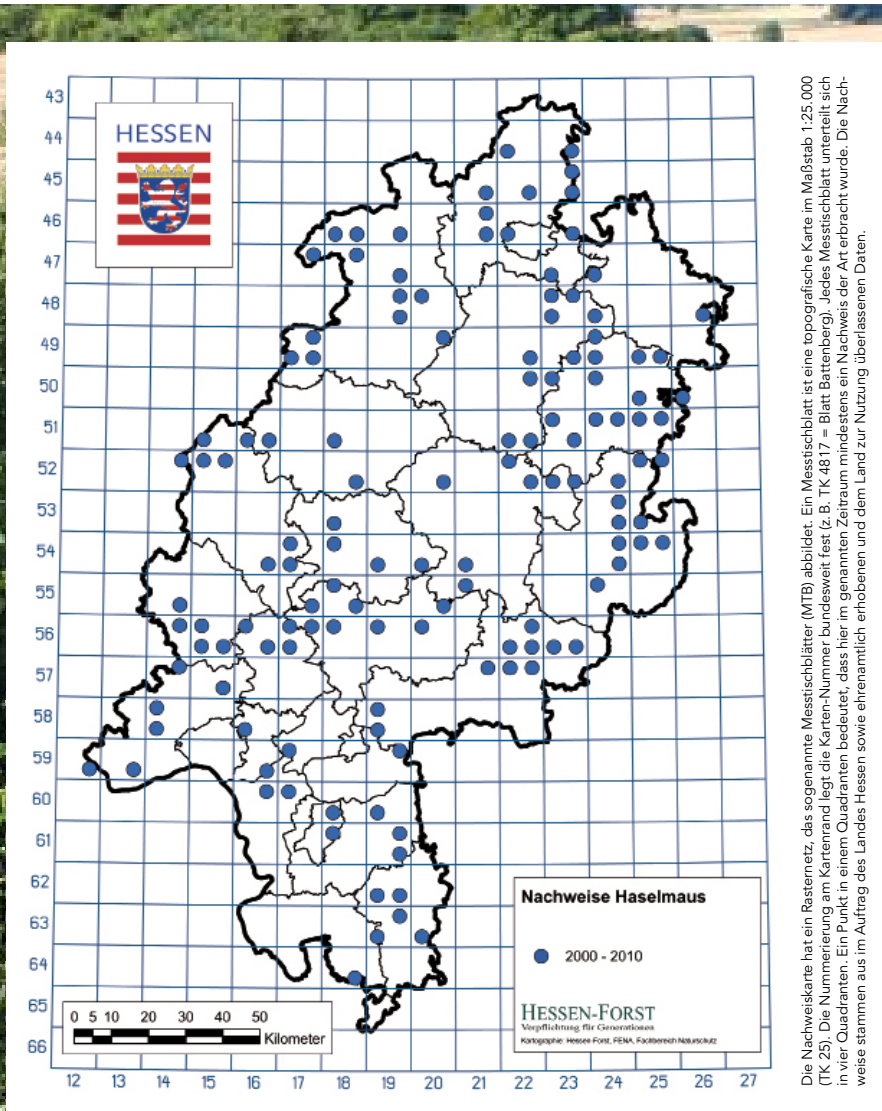 43
44
45
46
47
48
49
50
51
52
53
54
55
56
57
58
59
60
61
62
63
64
65
66
HESSEN
Nachweise Haselmaus
2000 - 2010
HESSEN-FORST
Verpflichtung für Generationen
Kartographie: Hessen-Forst, FENA, Fachbereich Naturschutz
0 5 10 20 30 40 50
Kilometer
12 13 14 15 16 17 18 19 20 21 22 23 24 25 26 27
Die Nachweiskarte hat ein Rasternetz, das sogenannte Messtischblätter (MTB) abbildet. Ein Messtischblatt ist eine topografische Karte im Maßstab 1:25.000
(TK 25). Die Nummerierung am Kartenrand legt die Karten-Nummer bundesweit fest (z. B. TK 4817 = Blatt Battenberg). Jedes Messtischblatt unterteilt sich
in vier Quadranten. Ein Punkt in einem Quadranten bedeutet, dass hier im genannten Zeitraum mindestens ein Nachweis der Art erbracht wurde. Die Nach-
weise stammen aus im Auftrag des Landes Hessen sowie ehrenamtlich erhobenen und dem Land zur Nutzung überlassenen Daten.